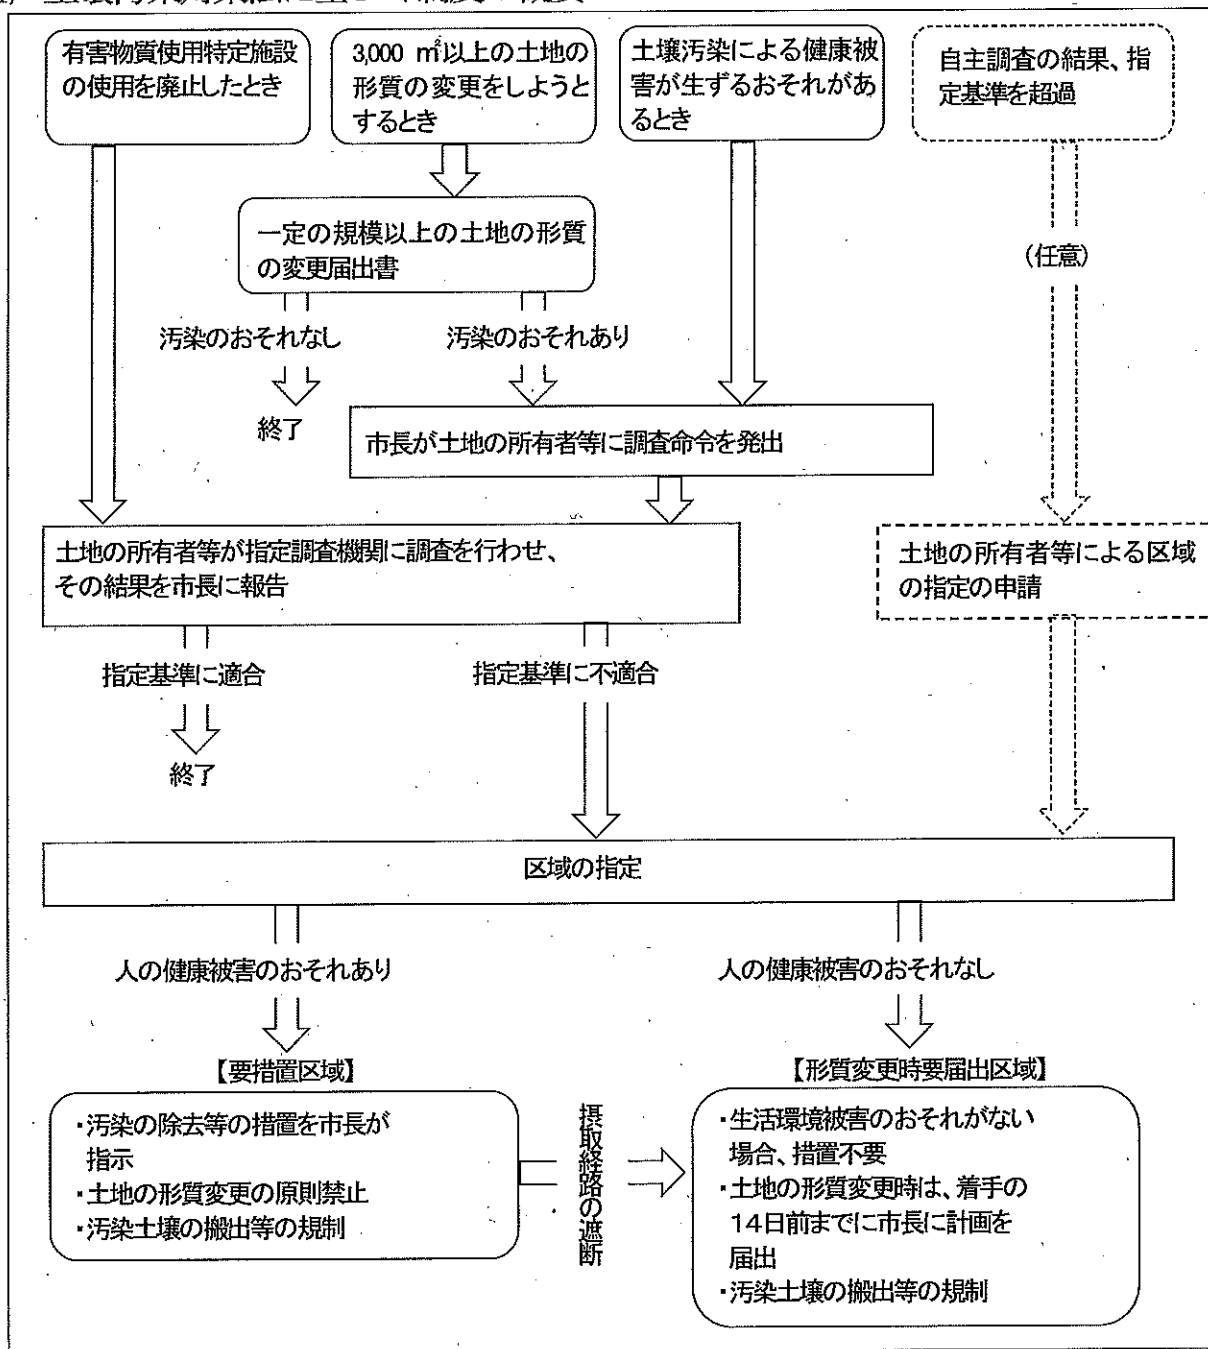 有害物質使用特定施設
の使用を廃止したとき
3,000 ㎡以上の土地の
形質の変更をしようと
するとき
土壌汚染による健康被
害が生ずるおそれがあ
るとき
自主調査の結果、指
定基準を超過
一定の規模以上の土地の形質
の変更届出書
(任意)
汚染のおそれなし
汚染のおそれあり
終了
市長が土地の所有者等に調査命令を発出
土地の所有者等が指定調査機関に調査を行わせ、
その結果を市長に報告
土地の所有者等による区域
の指定の申請
指定基準に適合
指定基準に不適合
終了
区域の指定
人の健康被害のおそれあり
人の健康被害のおそれなし
【要措置区域】
・汚染の除去等の措置を市長が
指示
・土地の形質変更の原則禁止
・汚染土壌の搬出等の規制
摂取経路の遮断
【形質変更時要届出区域】
・生活環境被害のおそれがない
場合、措置不要
・土地の形質変更時は、着手の
14日前までに市長に計画を
届出
・汚染土壌の搬出等の規制